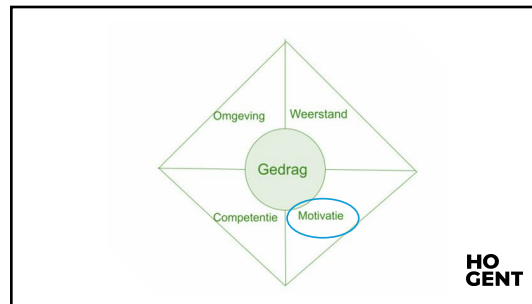 Omgeving
Weerstand
Gedrag
Competentie
Motivatie
HO
GENT